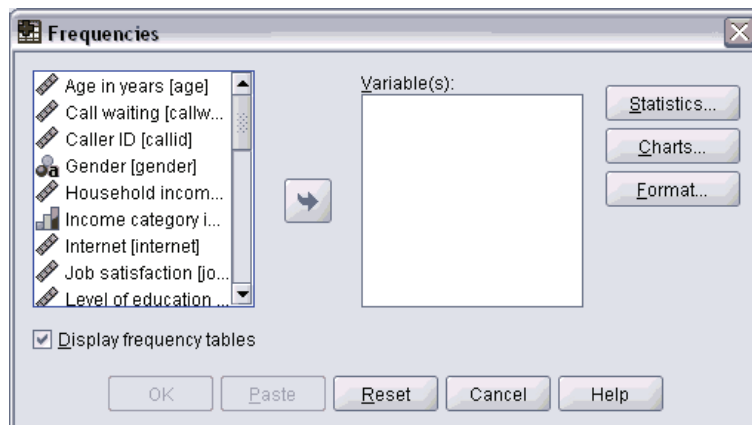 Frequencies
Age in years [age]
Call waiting [callw...
Caller ID [callid]
Gender [gender]
Household incom...
Income category i...
Internet [internet]
Job satisfaction [jo...
Level of education ...
Variable(s):
Statistics...
Charts...
Format...
Display frequency tables
OK
Paste
Reset
Cancel
Help